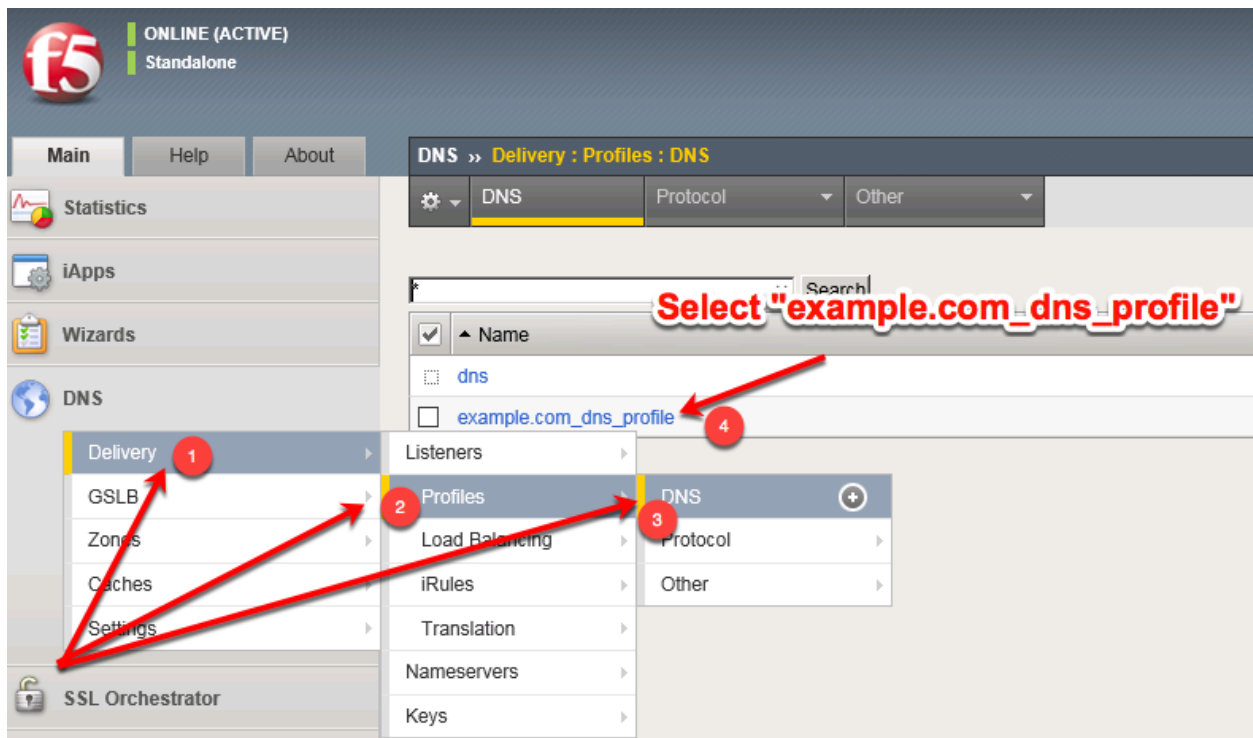 f5
ONLINE (ACTIVE)
Standalone
Main Help About
DNS » Delivery : Profiles : DNS
DNS Protocol Other
Statistics
iApps
Wizards
DNS
* Search
Select "example.com_dns_profile"
Name
dns
example.com_dns_profile 4
Delivery 1
GSLB
Zones
Caches
Settings
Listeners
2 Profiles
Load Balancing
iRules
Translation
Nameservers
Keys
DNS
3 Protocol
Other
SSL Orchestrator